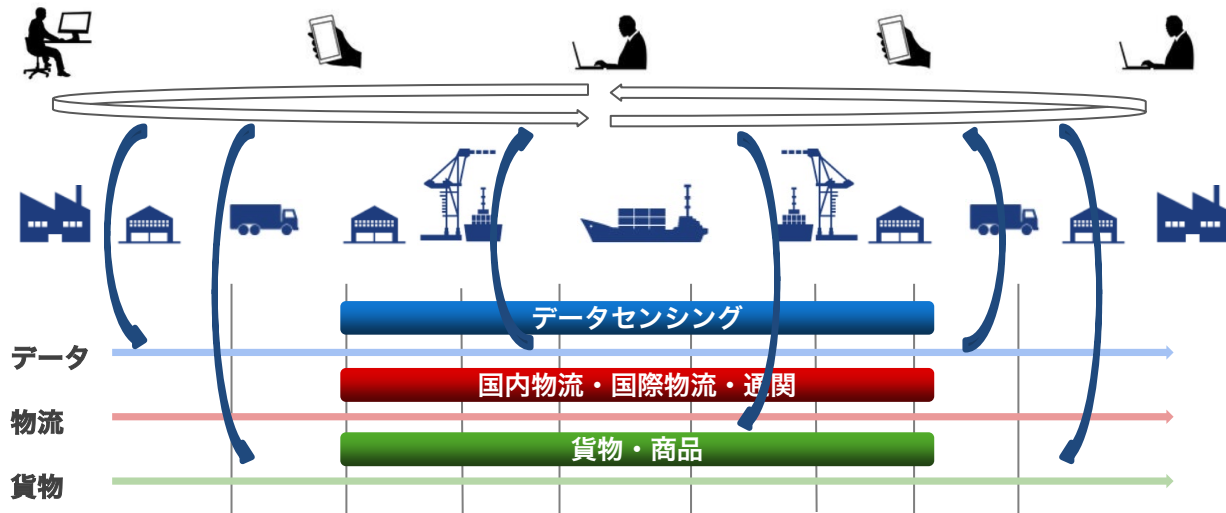 データセンシング
データ
国内物流・国際物流・通関
物流
貨物・商品
貨物